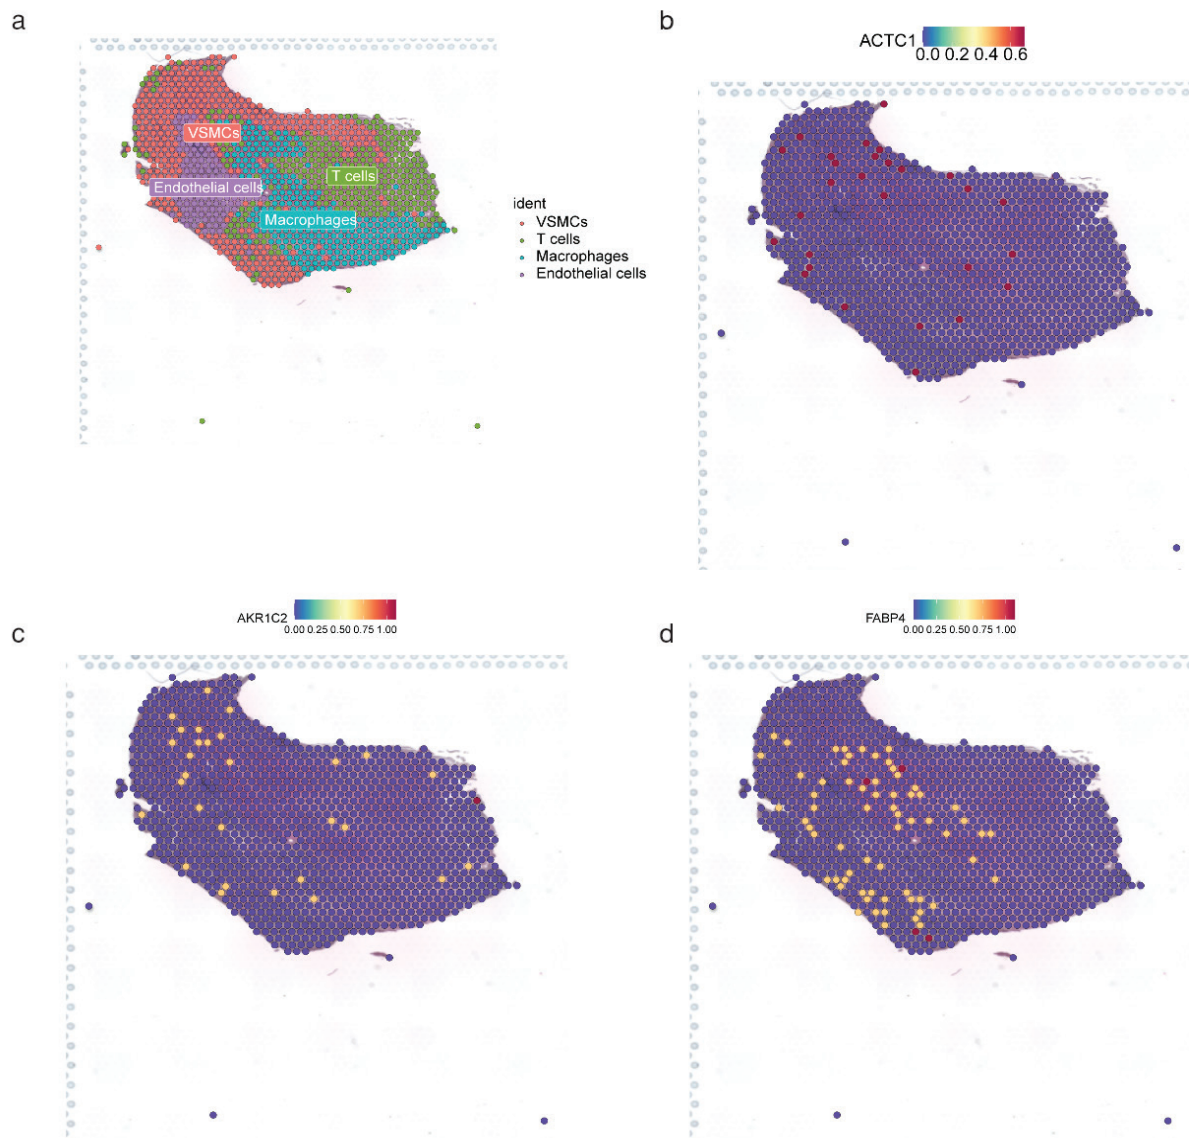 a
VSMCs
T cells
Endothelial cells
Macrophages
ident
VSMCs
T cells
Macrophages
Endothelial cells
b
ACTC1
0.0 0.2 0.4 0.6
c
AKR1C2
0.00 0.25 0.50 0.75 1.00
d
FABP4
0.00 0.25 0.50 0.75 1.00